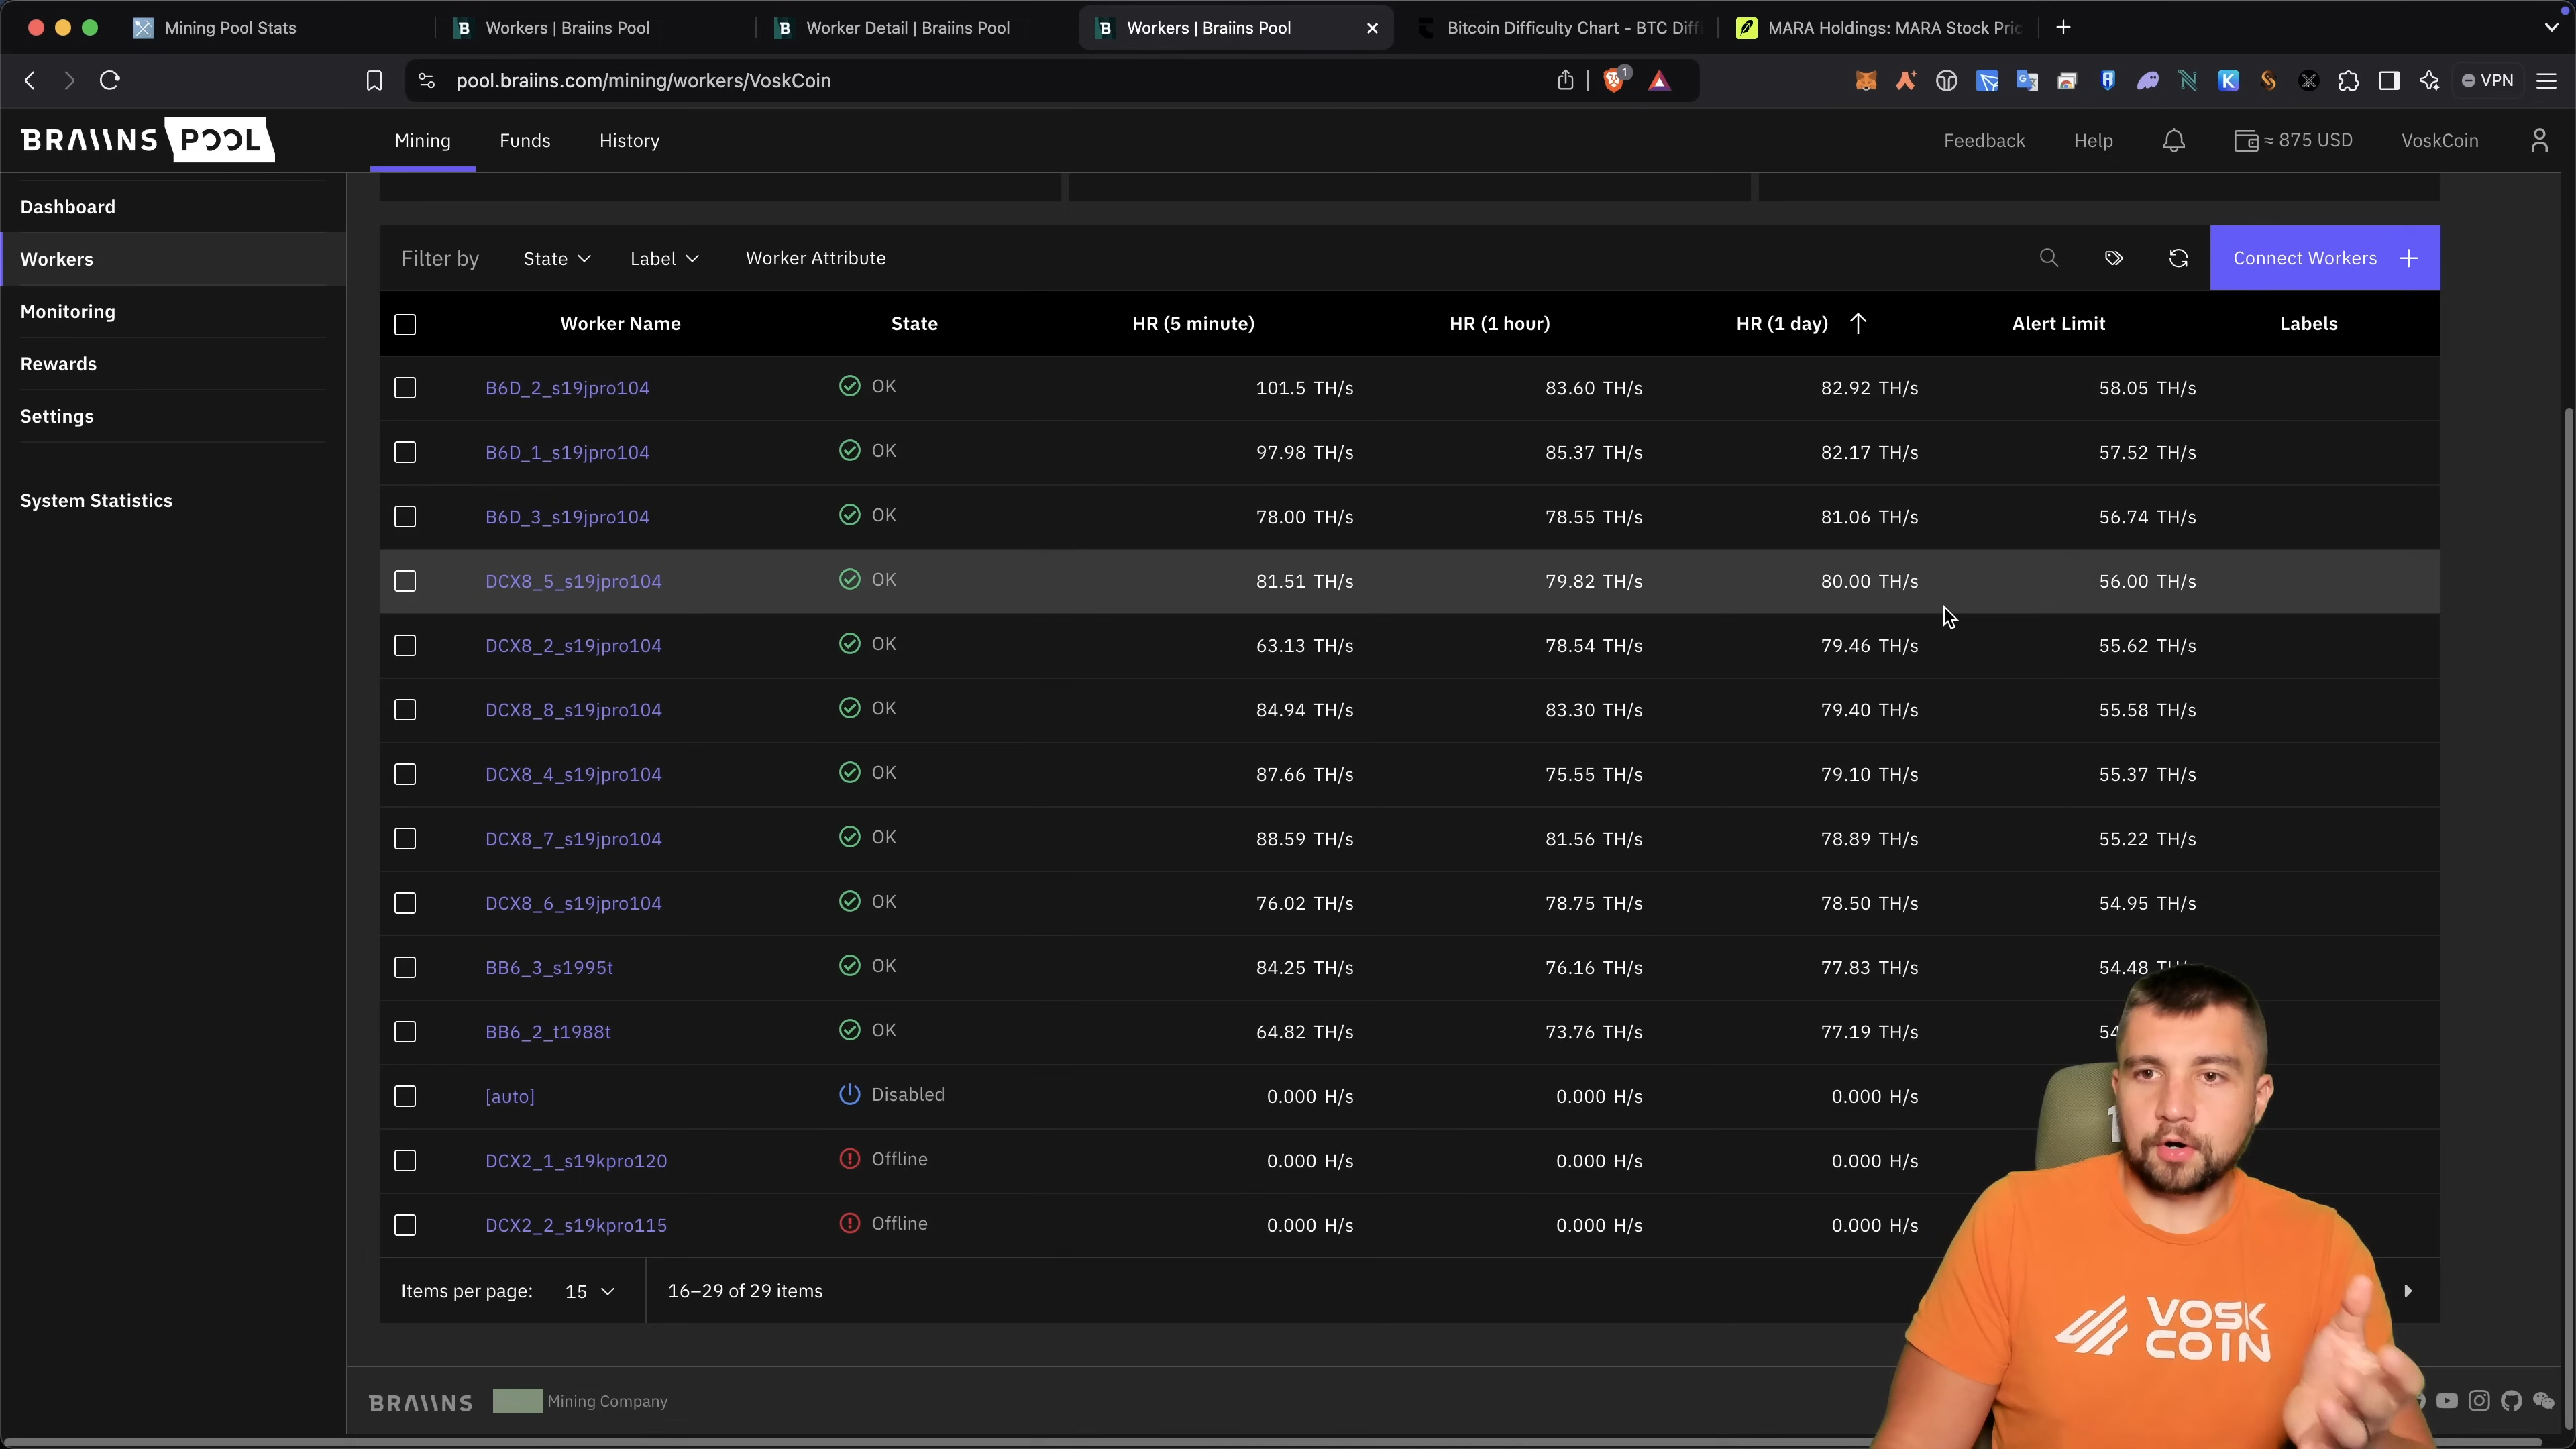 Mining Pool Stats
Workers | Braiins Pool
Worker Detail | Braiins Pool
Workers | Braiins Pool
Bitcoin Difficulty Chart - BTC Diff
MARA Holdings: MARA Stock Pric
pool.braiins.com/mining/workers/VoskCoin
1
VPN
BRAIINS POOL
Mining
Funds
History
Feedback
Help
≈ 875 USD
VoskCoin
Dashboard
Workers
Monitoring
Rewards
Settings
System Statistics
Filter by
State
Label
Worker Attribute
Connect Workers
Worker Name State HR (5 minute) HR (1 hour) HR (1 day) Alert Limit Labels
B6D_2_s19jpro104 OK 101.5 TH/s 83.60 TH/s 82.92 TH/s 58.05 TH/s
B6D_1_s19jpro104 OK 97.98 TH/s 85.37 TH/s 82.17 TH/s 57.52 TH/s
B6D_3_s19jpro104 OK 78.00 TH/s 78.55 TH/s 81.06 TH/s 56.74 TH/s
DCX8_5_s19jpro104 OK 81.51 TH/s 79.82 TH/s 80.00 TH/s 56.00 TH/s
DCX8_2_s19jpro104 OK 63.13 TH/s 78.54 TH/s 79.46 TH/s 55.62 TH/s
DCX8_8_s19jpro104 OK 84.94 TH/s 83.30 TH/s 79.40 TH/s 55.58 TH/s
DCX8_4_s19jpro104 OK 87.66 TH/s 75.55 TH/s 79.10 TH/s 55.37 TH/s
DCX8_7_s19jpro104 OK 88.59 TH/s 81.56 TH/s 78.89 TH/s 55.22 TH/s
DCX8_6_s19jpro104 OK 76.02 TH/s 78.75 TH/s 78.50 TH/s 54.95 TH/s
BB6_3_s1995t OK 84.25 TH/s 76.16 TH/s 77.83 TH/s 54.48
BB6_2_t1988t OK 64.82 TH/s 73.76 TH/s 77.19 TH/s
[auto] Disabled 0.000 H/s 0.000 H/s 0.000 H/s
DCX2_1_s19kpro120 Offline 0.000 H/s 0.000 H/s 0.000 H/s
DCX2_2_s19kpro115 Offline 0.000 H/s 0.000 H/s 0.000 H/s
Items per page: 15
16–29 of 29 items
BRAIINS
Mining Company
VOSK
COIN